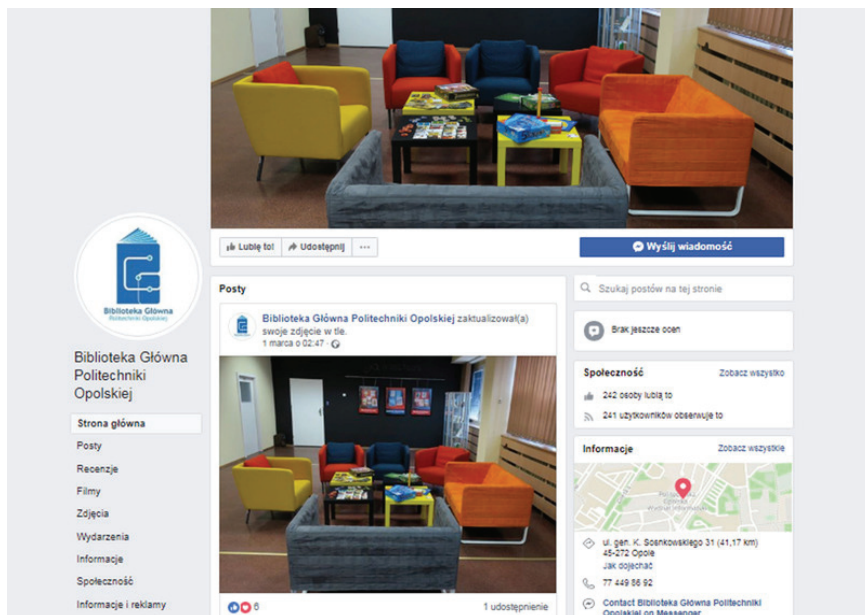 Lubię to!
Udostępnij
Wyślij wiadomość
Biblioteka Główna
Politechniki Opolskiej
Biblioteka Główna
Politechniki
Opolskiej
Strona główna
Posty
Recenzje
Filmy
Zdjęcia
Wydarzenia
Informacje
Społeczność
Informacje i reklamy
Posty
Biblioteka Główna Politechniki Opolskiej zaktualizował(a)
swoje zdjęcie w tle.
1 marca o 02:47
6
1 udostępnienie
Szukaj postów na tej stronie
Brak jeszcze ocen
Społeczność
Zobacz wszystko
242 osoby lubią to
241 użytkowników obserwuje to
Informacje
Zobacz wszystkie
ul. gen. K. Sosnkowskiego 31 (41,17 km)
45-272 Opole
Jak dojechać
77 449 86 92
Contact Biblioteka Główna Politechniki
Opolskiej on Messenger